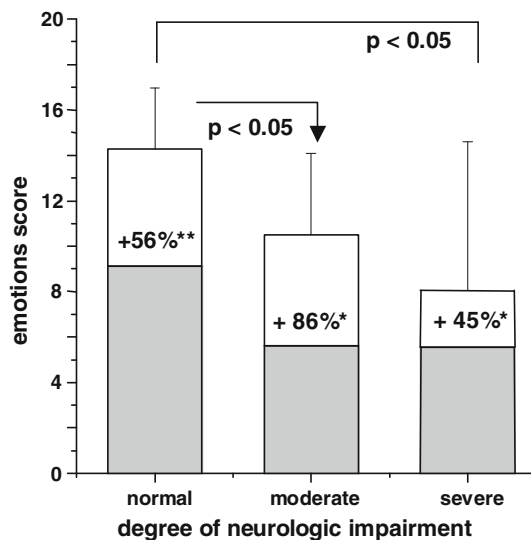 20
16
12
8
4
0
emotions score
p < 0.05
p < 0.05
+56%**
+ 86%*
+ 45%*
normal moderate severe
degree of neurologic impairment